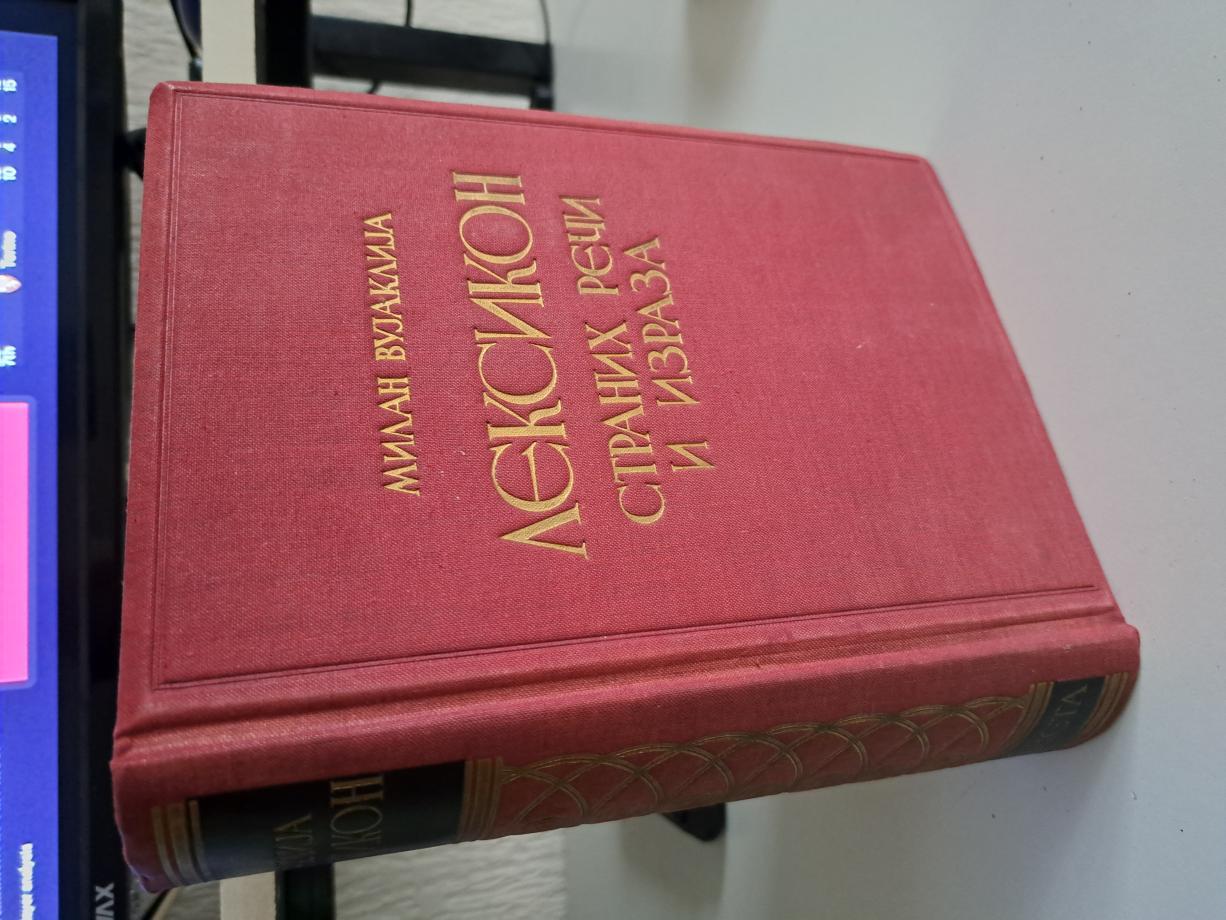 МИЛАН ВУЈАКЛИЈА
ЛЕКСИКОН
СТРАНИХ РЕЧИ
И ИЗРАЗА